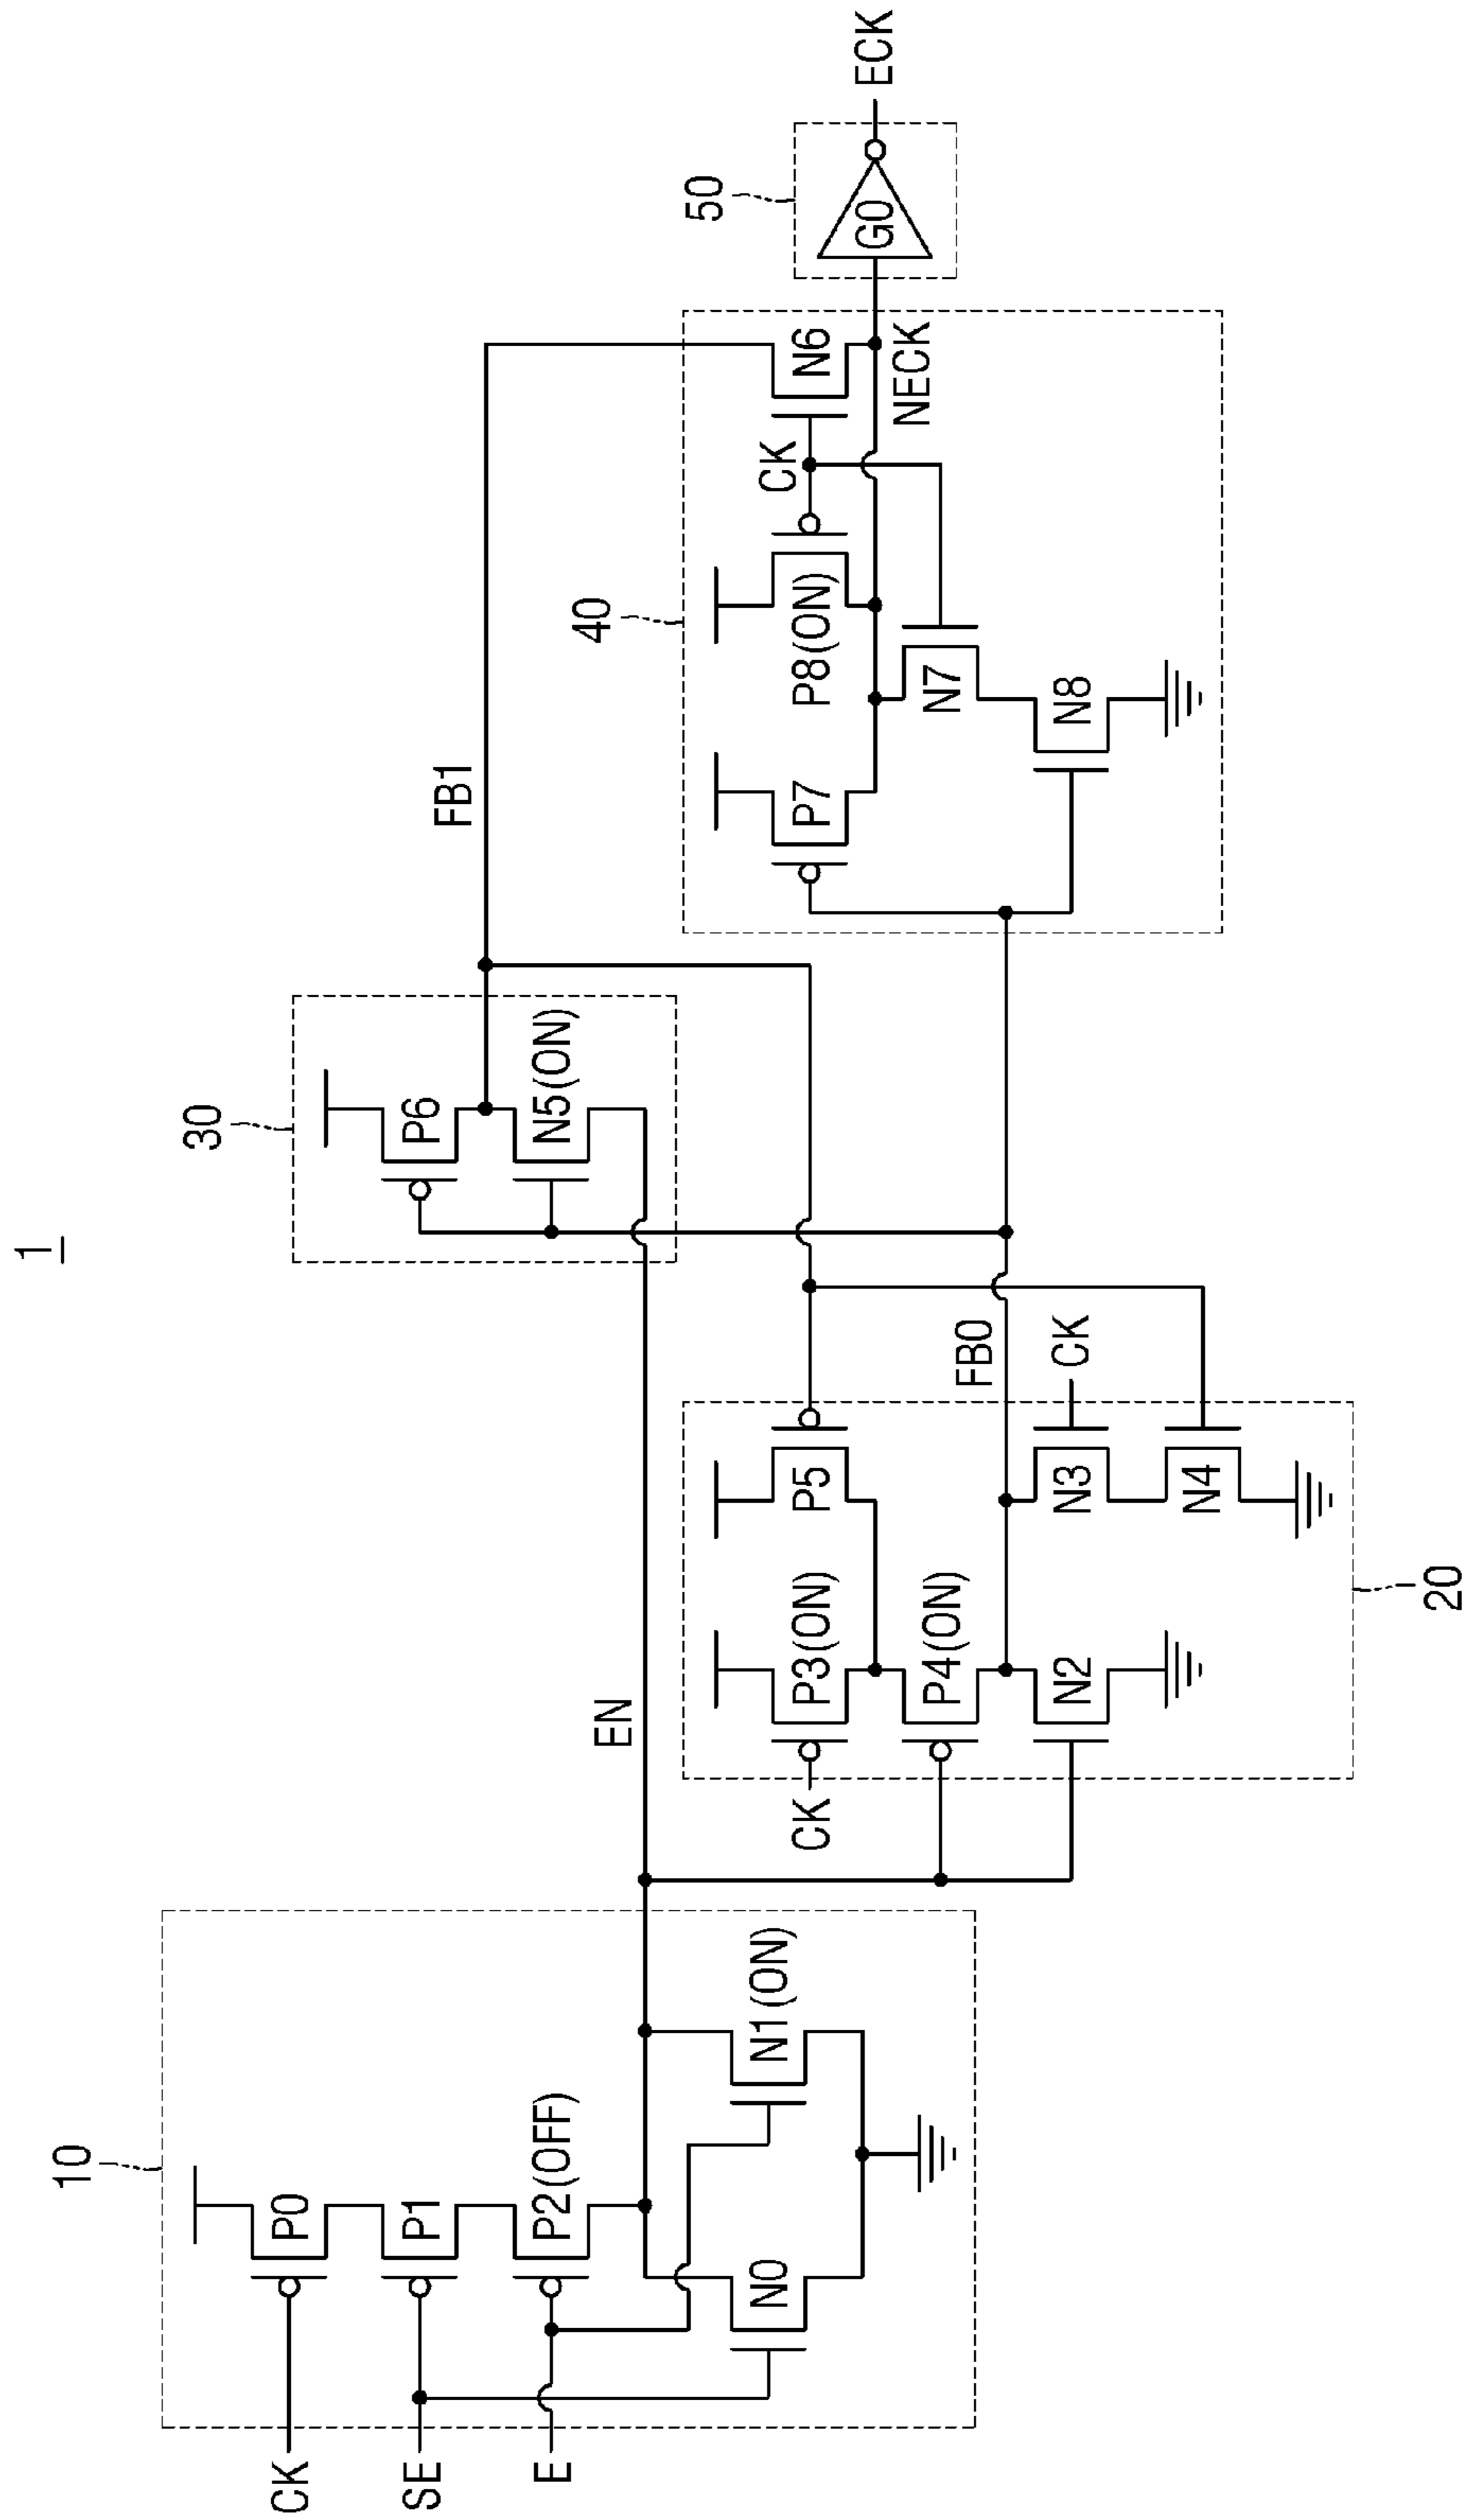 1
10
CK
SE
E
P0
P1
P2(OFF)
N0
N1(ON)
EN
20
CK
P3(ON)
P4(ON)
N2
P5
N3
N4
CK
FB0
30
P6
N5(ON)
FB1
40
P7
P8(ON)
CK
N6
N7
N8
NECK
50
G0
ECK